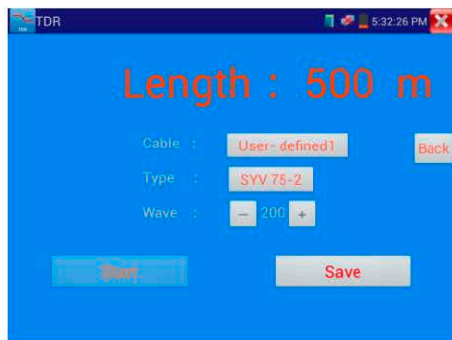 TDR 5:32:26 PM
Length : 500 m
Cable : User- defined1 Back
Type : SYV 75-2
Wave : − 200 +
Start Save